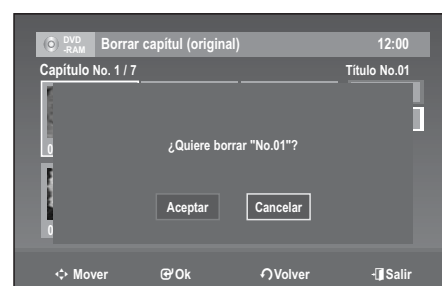 DVD
-RAM Borrar capítul (original) 12:00
Capítulo No. 1 / 7 Título No.01
¿Quiere borrar "No.01"?
Aceptar Cancelar
Mover Ok Volver Salir